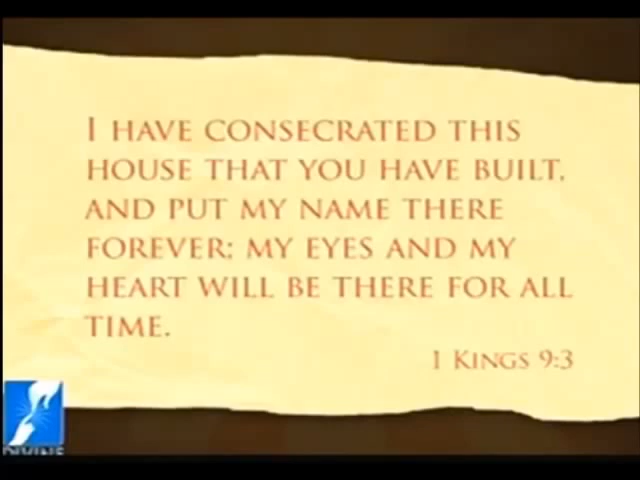 I HAVE CONSECRATED THIS
HOUSE THAT YOU HAVE BUILT,
AND PUT MY NAME THERE
FOREVER; MY EYES AND MY
HEART WILL BE THERE FOR ALL
TIME.
1 KINGS 9:3
DIVINE